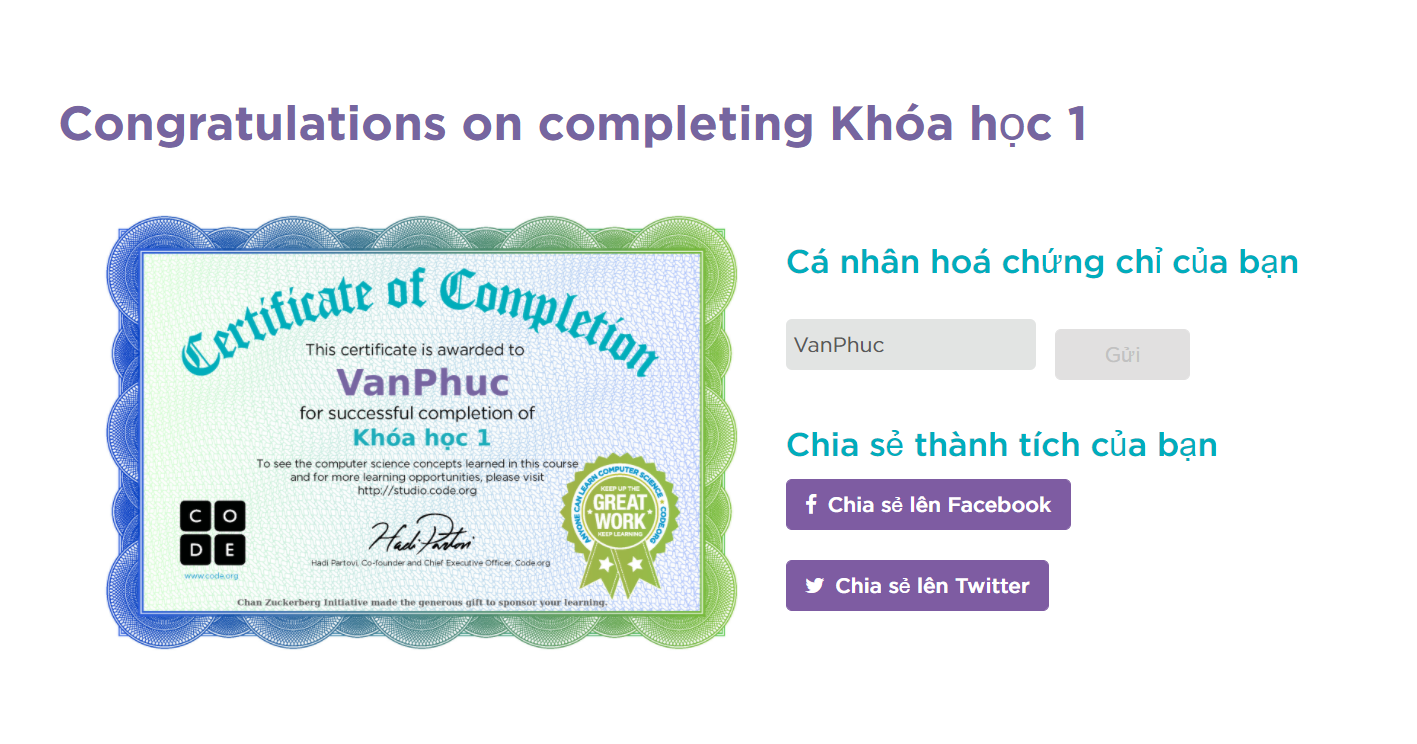 Congratulations on completing Khóa học 1
Certificate of Completion
This certificate is awarded to
VanPhuc
for successful completion of
Khóa học 1
To see the computer science concepts learned in this course
and for more learning opportunities, please visit
http://studio.code.org
C O
D E
www.code.org
Hadi Partovi
Hadi Partovi, Co-founder and Chief Executive Officer, Code.org
ANYONE CAN LEARN COMPUTER SCIENCE
CODE.ORG
KEEP UP THE
GREAT
WORK
KEEP LEARNING
Chan Zuckerberg Initiative made the generous gift to sponsor your learning.
Cá nhân hoá chứng chỉ của bạn
VanPhuc
Gửi
Chia sẻ thành tích của bạn
Chia sẻ lên Facebook
Chia sẻ lên Twitter